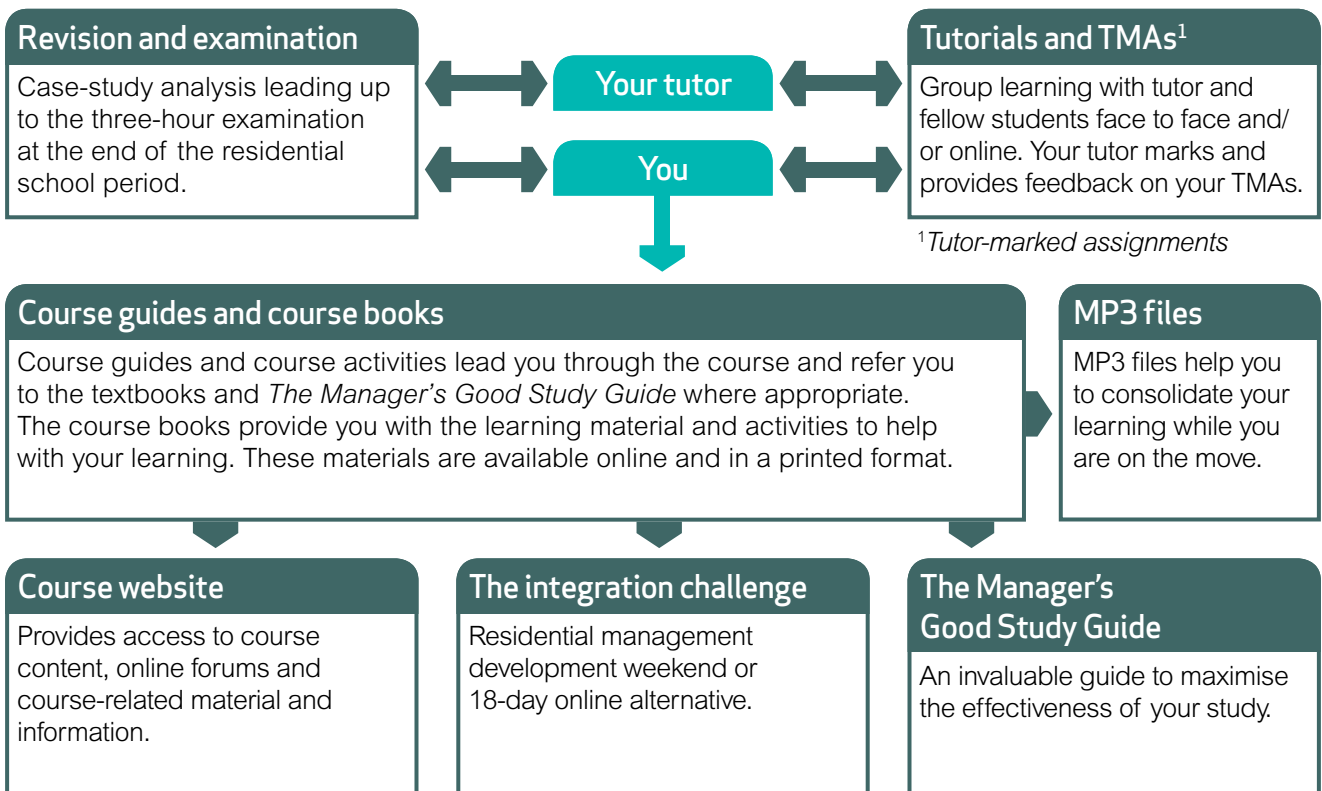 Revision and examination
Case-study analysis leading up
to the three-hour examination
at the end of the residential
school period.
Your tutor
You
Tutorials and TMAs1
Group learning with tutor and
fellow students face to face and/
or online. Your tutor marks and
provides feedback on your TMAs.
1Tutor-marked assignments
Course guides and course books
Course guides and course activities lead you through the course and refer you
to the textbooks and The Manager's Good Study Guide where appropriate.
The course books provide you with the learning material and activities to help
with your learning. These materials are available online and in a printed format.
MP3 files
MP3 files help you
to consolidate your
learning while you
are on the move.
Course website
Provides access to course
content, online forums and
course-related material and
information.
The integration challenge
Residential management
development weekend or
18-day online alternative.
The Manager's
Good Study Guide
An invaluable guide to maximise
the effectiveness of your study.